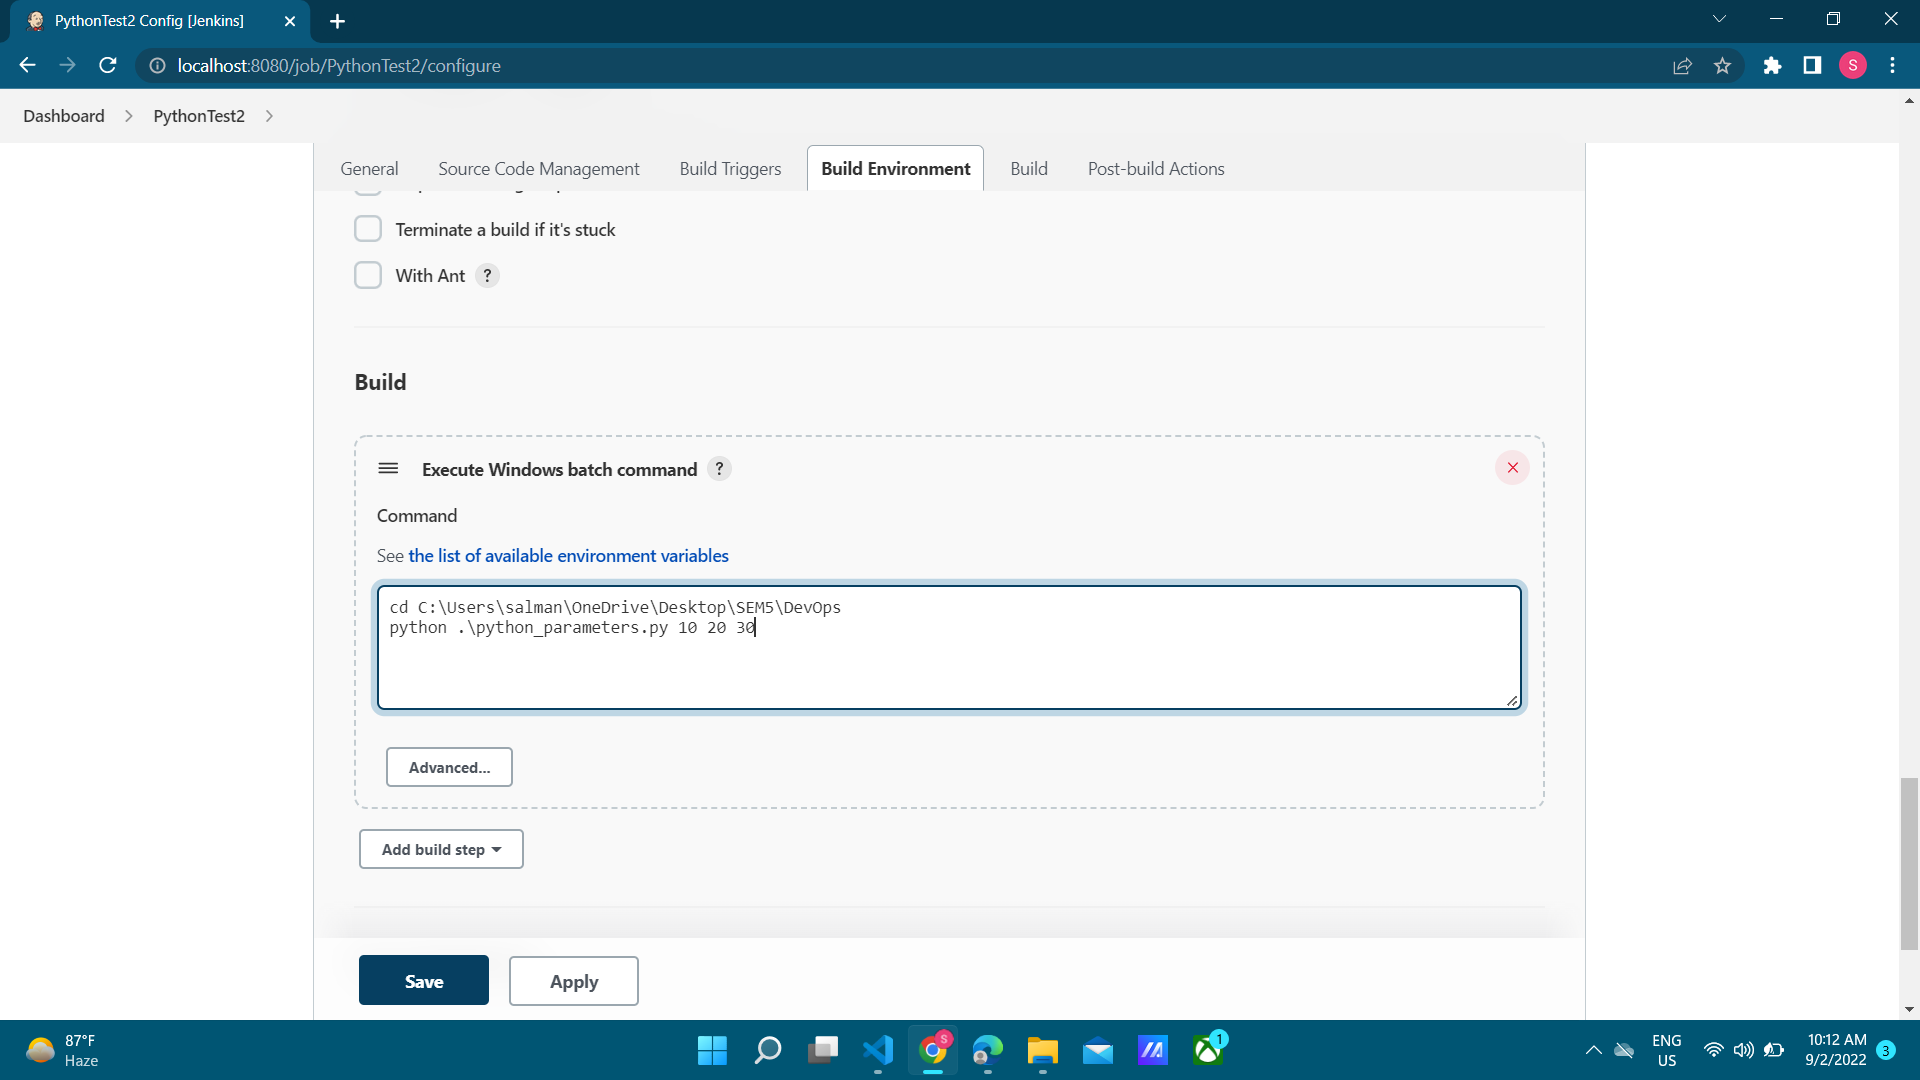 PythonTest2 Config [Jenkins]
localhost:8080/job/PythonTest2/configure
S
Dashboard
PythonTest2
General
Source Code Management
Build Triggers
Build Environment
Build
Post-build Actions
Terminate a build if it's stuck
With Ant ?
Build
Execute Windows batch command ?
Command
See the list of available environment variables
cd C:\Users\salman\OneDrive\Desktop\SEM5\DevOps
python .\python_parameters.py 10 20 30
Advanced...
Add build step
Save
Apply
87°F
Haze
S
1
ENG
US
10:12 AM
9/2/2022
3